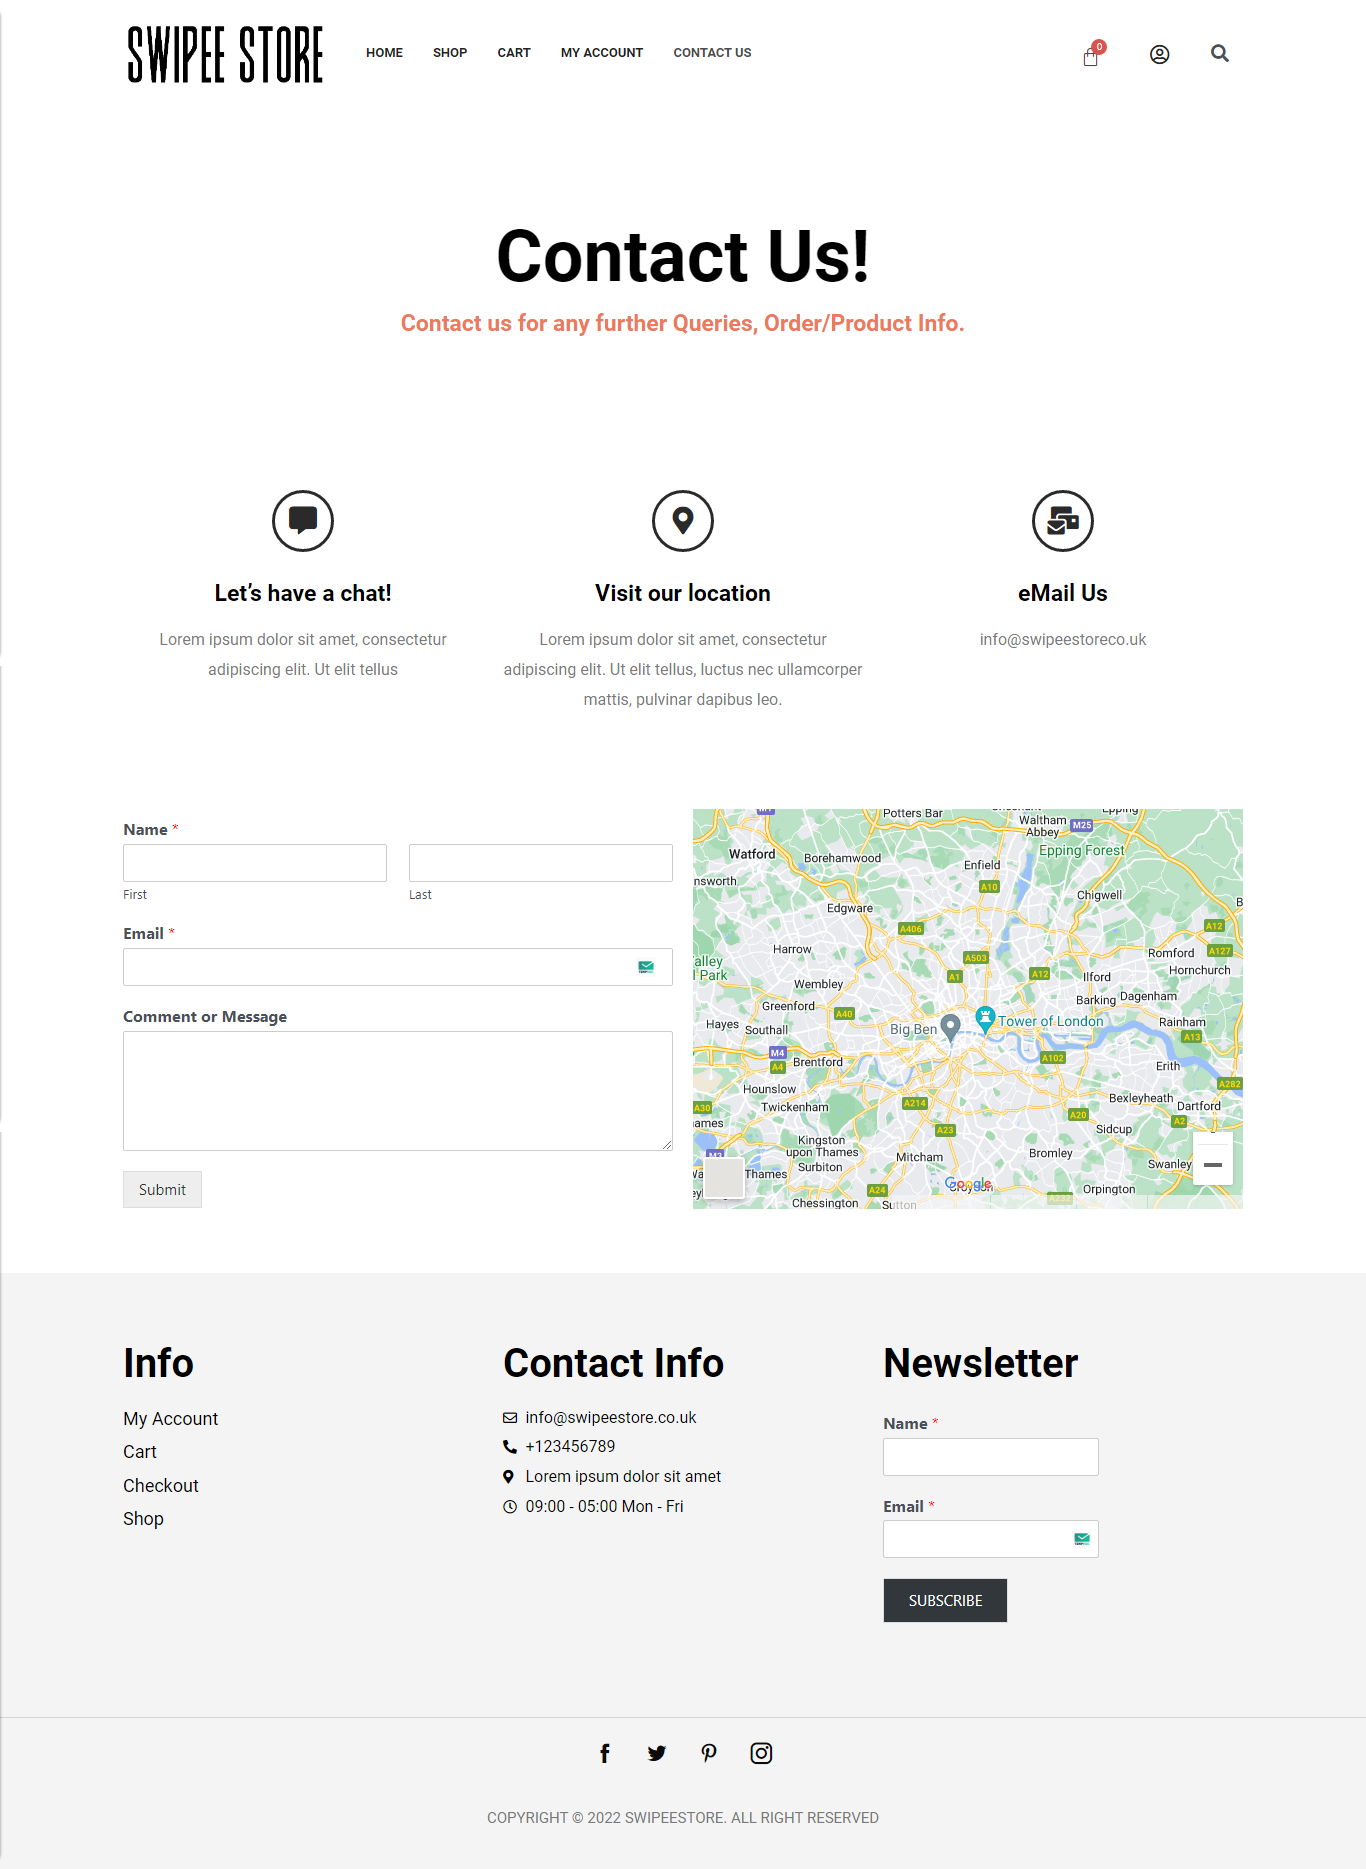 SWIPEE STORE
HOME
SHOP
CART
MY ACCOUNT
CONTACT US
0
Contact Us!
Contact us for any further Queries, Order/Product Info.
Let’s have a chat!
Lorem ipsum dolor sit amet, consectetur
adipiscing elit. Ut elit tellus
Visit our location
Lorem ipsum dolor sit amet, consectetur
adipiscing elit. Ut elit tellus, luctus nec ullamcorper
mattis, pulvinar dapibus leo.
eMail Us
info@swipeestoreco.uk
Name *
First
Last
Email *
Comment or Message
Submit
Potters Bar
Epping
Waltham
Abbey
M25
Watford
Borehamwood
Epping Forest
Enfield
nsworth
A10
Chigwell
Edgware
B
A406
A12
Harrow
A127
Romford
alley
l Park
A503
Hornchurch
A1
A12
Ilford
Wembley
Barking
Dagenham
Greenford
A40
Hayes
Southall
Big Ben
Tower of London
Rainham
A13
M4
A4
Brentford
A102
Erith
Hounslow
A282
A30
Twickenham
A214
Bexleyheath
Dartford
ames
A20
A2
A23
Sidcup
Kingston
upon Thames
M3
Mitcham
Bromley
Surbiton
Swanley
Thames
Google
Croydon
A24
Orpington
Chessington
Sutton
Info
My Account
Cart
Checkout
Shop
Contact Info
info@swipeestore.co.uk
+123456789
Lorem ipsum dolor sit amet
09:00 - 05:00 Mon - Fri
Newsletter
Name *
Email *
SUBSCRIBE
COPYRIGHT © 2022 SWIPEESTORE. ALL RIGHT RESERVED